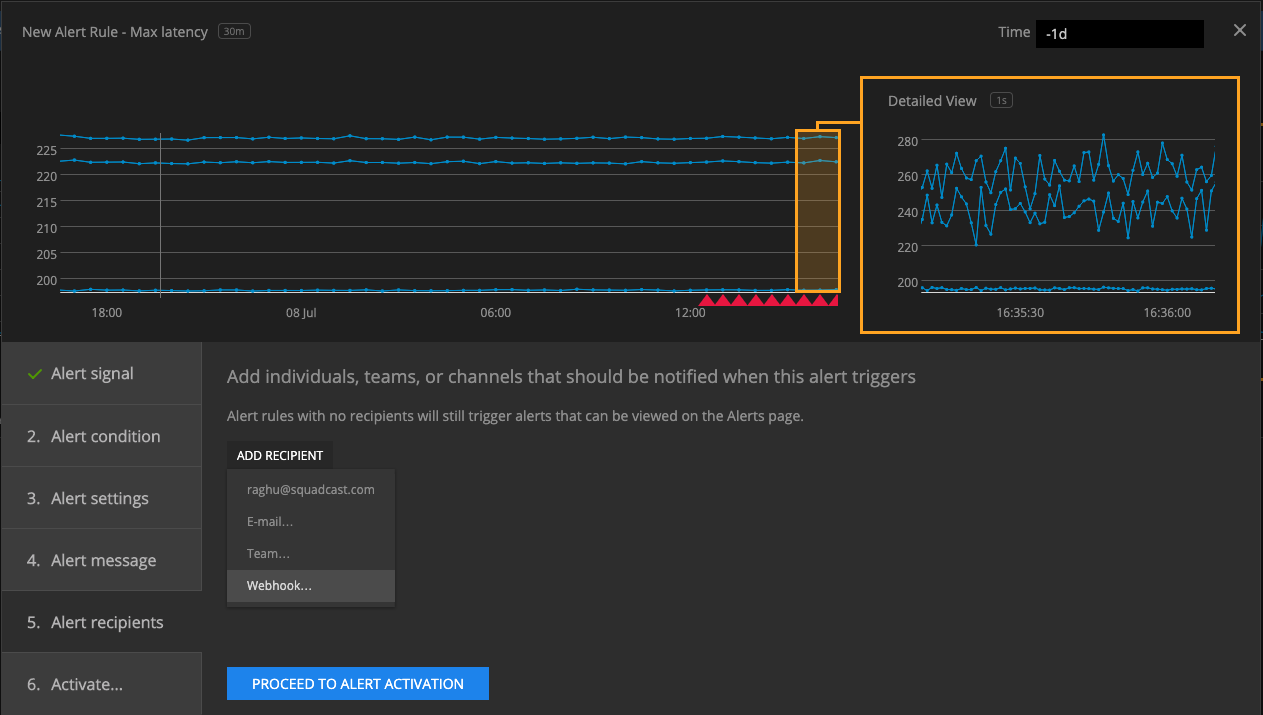 New Alert Rule - Max latency 30m
Time -1d
Detailed View 1s
225
220
215
210
205
200
18:00 08 Jul 06:00 12:00
280
260
240
220
200
16:35:30 16:36:00
Alert signal
2. Alert condition
3. Alert settings
4. Alert message
5. Alert recipients
6. Activate...
Add individuals, teams, or channels that should be notified when this alert triggers
Alert rules with no recipients will still trigger alerts that can be viewed on the Alerts page.
ADD RECIPIENT
raghu@squadcast.com
E-mail...
Team...
Webhook...
PROCEED TO ALERT ACTIVATION